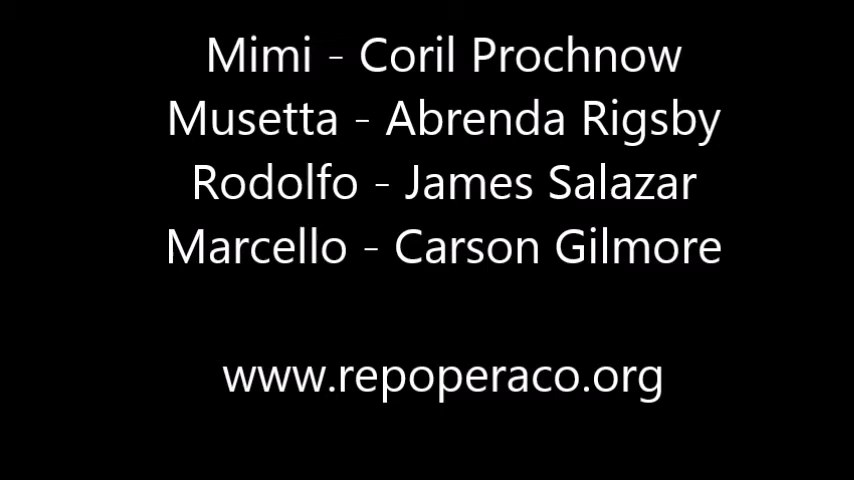 Mimi - Coril Prochnow
Musetta - Abrenda Rigsby
Rodolfo - James Salazar
Marcello - Carson Gilmore
www.repoperaco.org